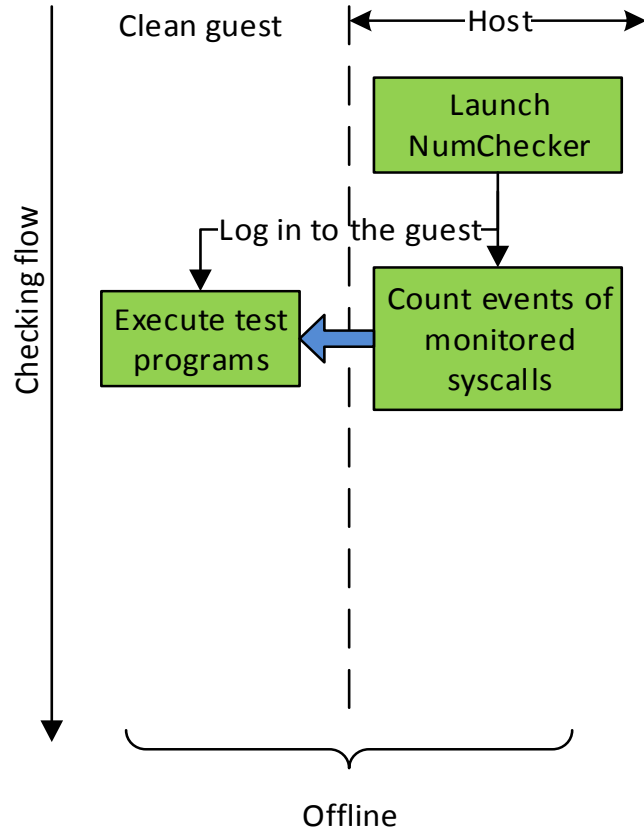 Clean guest
Host
Launch
NumChecker
Log in to the guest
Checking flow
Execute test
programs
Count events of
monitored
syscalls
Offline